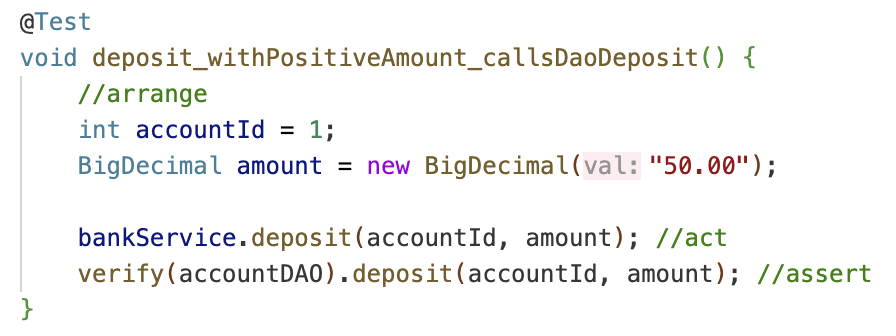 @Test
void deposit_withPositiveAmount_callsDaoDeposit() {
    //arrange
    int accountId = 1;
    BigDecimal amount = new BigDecimal(val: "50.00");

    bankService.deposit(accountId, amount); //act
    verify(accountDAO).deposit(accountId, amount); //assert
}